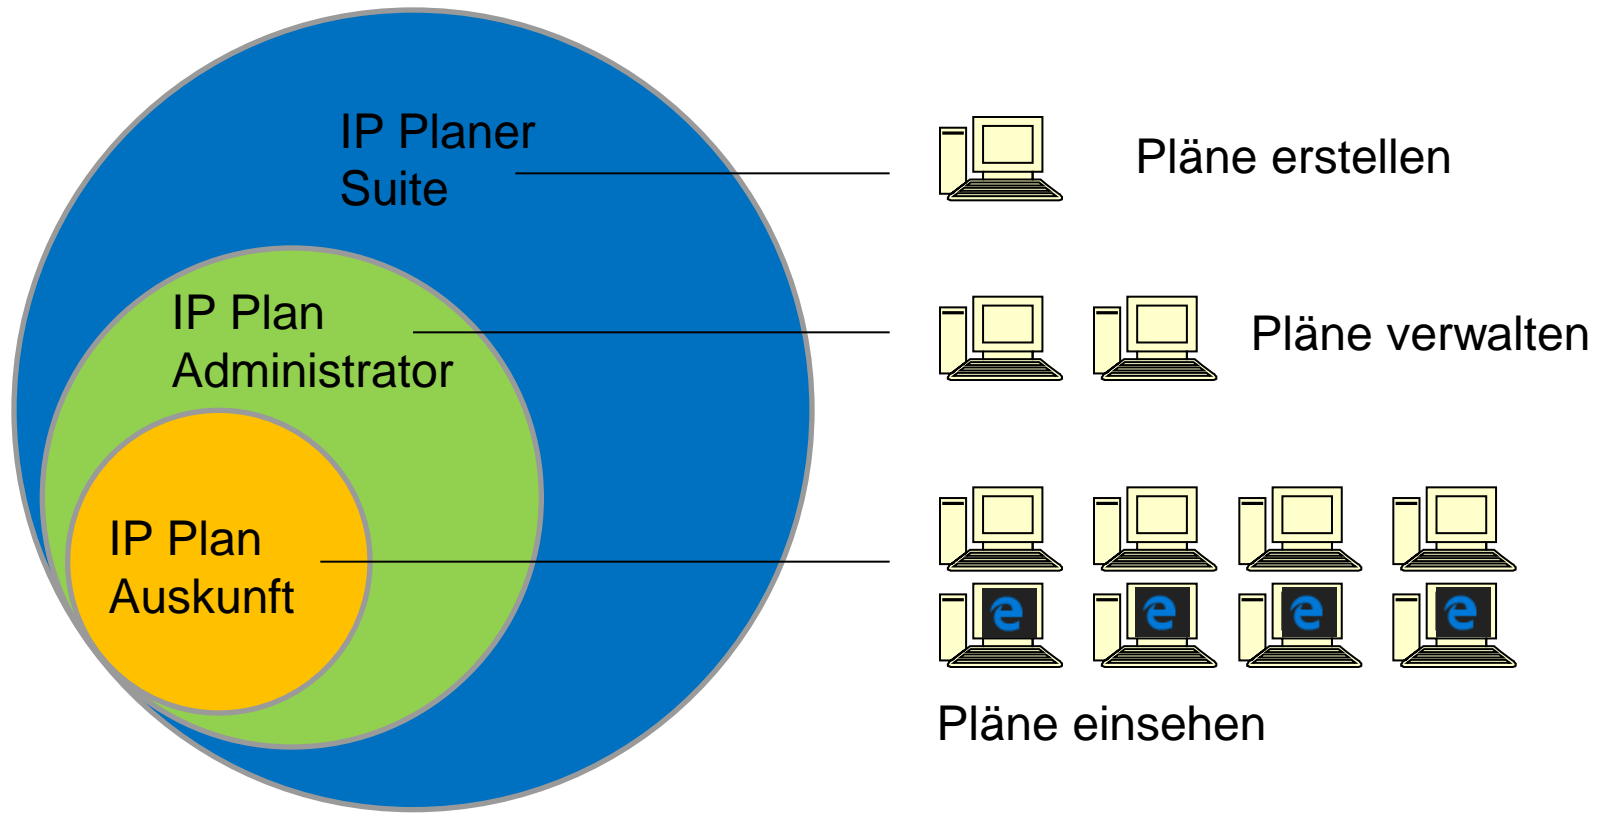 IP Planer
Suite
Pläne erstellen
IP Plan
Administrator
Pläne verwalten
IP Plan
Auskunft
Pläne einsehen